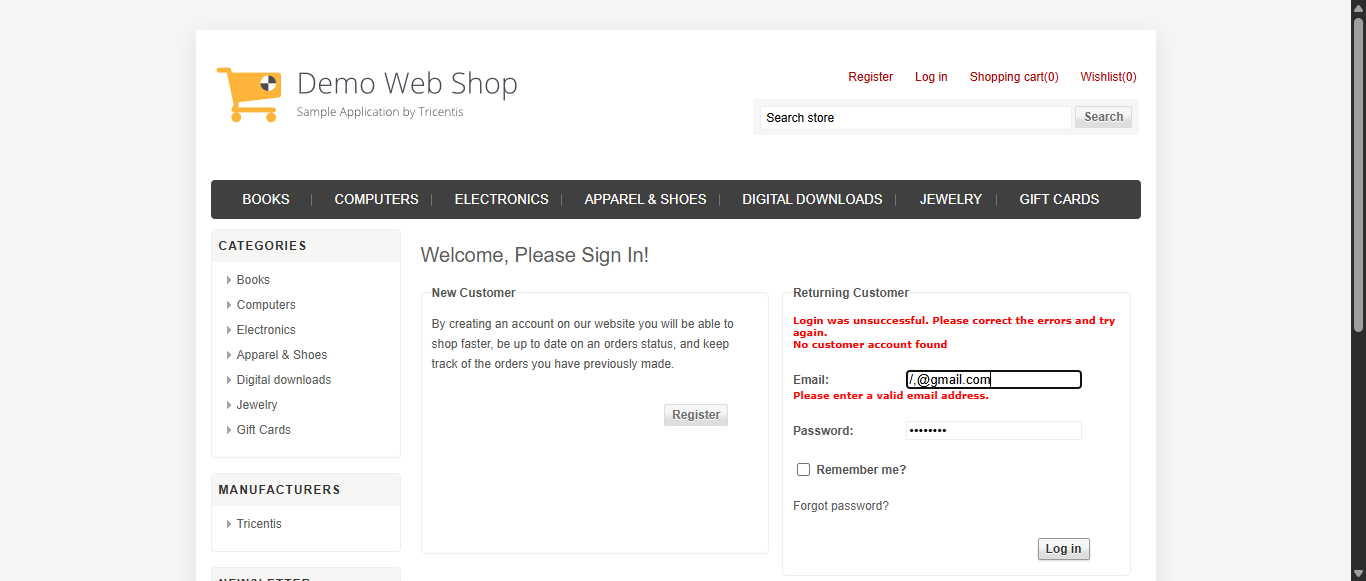 Demo Web Shop
Sample Application by Tricentis
Register
Log in
Shopping cart(0)
Wishlist(0)
Search store
Search
BOOKS
COMPUTERS
ELECTRONICS
APPAREL & SHOES
DIGITAL DOWNLOADS
JEWELRY
GIFT CARDS
CATEGORIES
Books
Computers
Electronics
Apparel & Shoes
Digital downloads
Jewelry
Gift Cards
MANUFACTURERS
Tricentis
NEWSLETTER
Welcome, Please Sign In!
New Customer
By creating an account on our website you will be able to
shop faster, be up to date on an orders status, and keep
track of the orders you have previously made.
Register
Returning Customer
Login was unsuccessful. Please correct the errors and try
again.
No customer account found
Email:
/,@gmail.com
Please enter a valid email address.
Password:
••••••••
Remember me?
Forgot password?
Log in